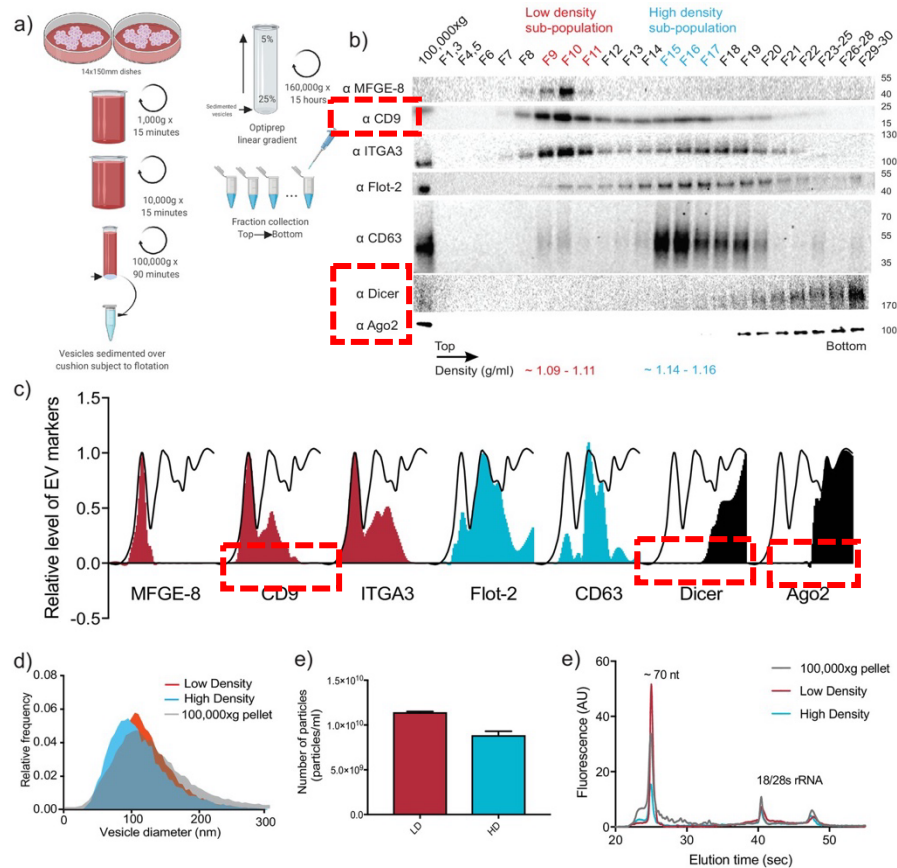 a)
14x150mm dishes
1,000g x
15 minutes
10,000g x
15 minutes
100,000g x
90 minutes
Vesicles sedimented over
cushion subject to flotation
5%
25%
Sedimented
vesicles
160,000g x
15 hours
Optiprep
linear gradient
Fraction collection
Top Bottom
b)
Low density
sub-population
High density
sub-population
100,000xg
F1,3
F4,5
F6
F7
F8
F9
F10
F11
F12
F13
F14
F15
F16
F17
F18
F19
F20
F21
F22
F23-25
F26-28
F29-30
α MFGE-8
55
40
α CD9
25
15
α ITGA3
100
α Flot-2
55
40
α CD63
70
55
35
α Dicer
170
α Ago2
100
Top
Bottom
Density (g/ml)
~ 1.09 - 1.11
~ 1.14 - 1.16
c)
Relative level of EV markers
1.5
1.0
0.5
0.0
-0.5
MFGE-8
CD9
ITGA3
Flot-2
CD63
Dicer
Ago2
d)
Relative frequency
0.08
0.06
0.04
0.02
0.00
Low Density
High Density
100,000xg pellet
0
100
200
300
Vesicle diameter (nm)
e)
Number of particles
(particles/ml)
1.5×10¹⁰
1.0×10¹⁰
5.0×10⁹
0.0
LD
HD
e)
Fluorescence (AU)
60
40
20
0
~ 70 nt
100,000xg pellet
Low Density
High Density
18/28s rRNA
20
30
40
50
Elution time (sec)